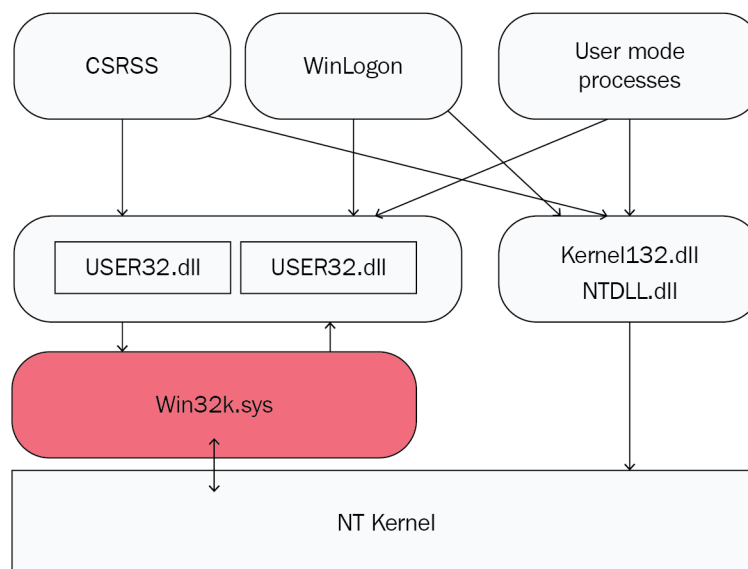 CSRSS
WinLogon
User mode
processes
USER32.dll
USER32.dll
Kernel132.dll
NTDLL.dll
Win32k.sys
NT Kernel